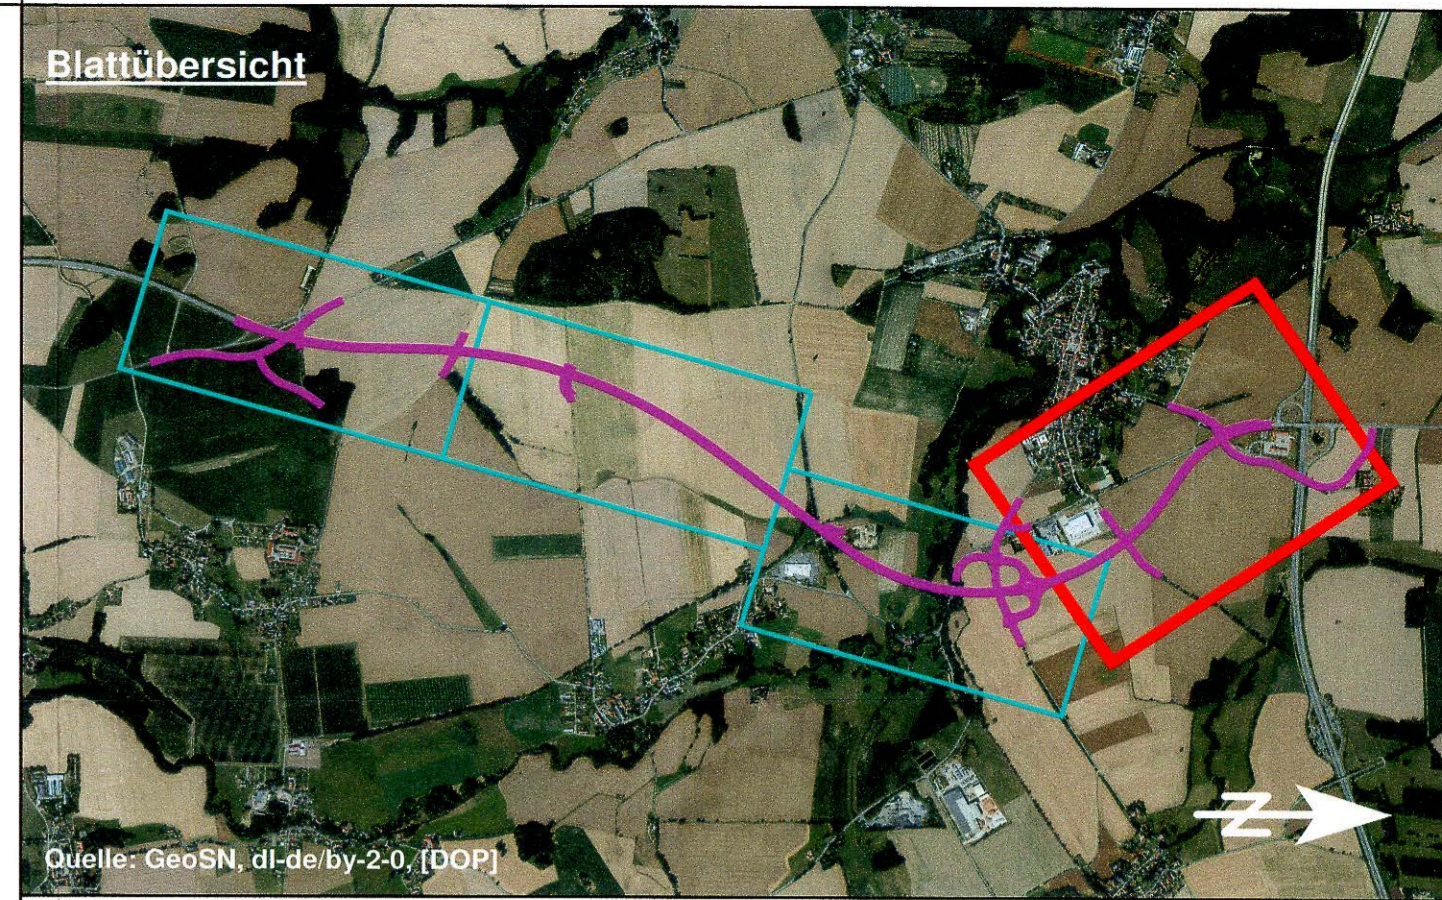 Blattübersicht
N
Quelle: GeoSN, dl-de/by-2-0, [DOP]